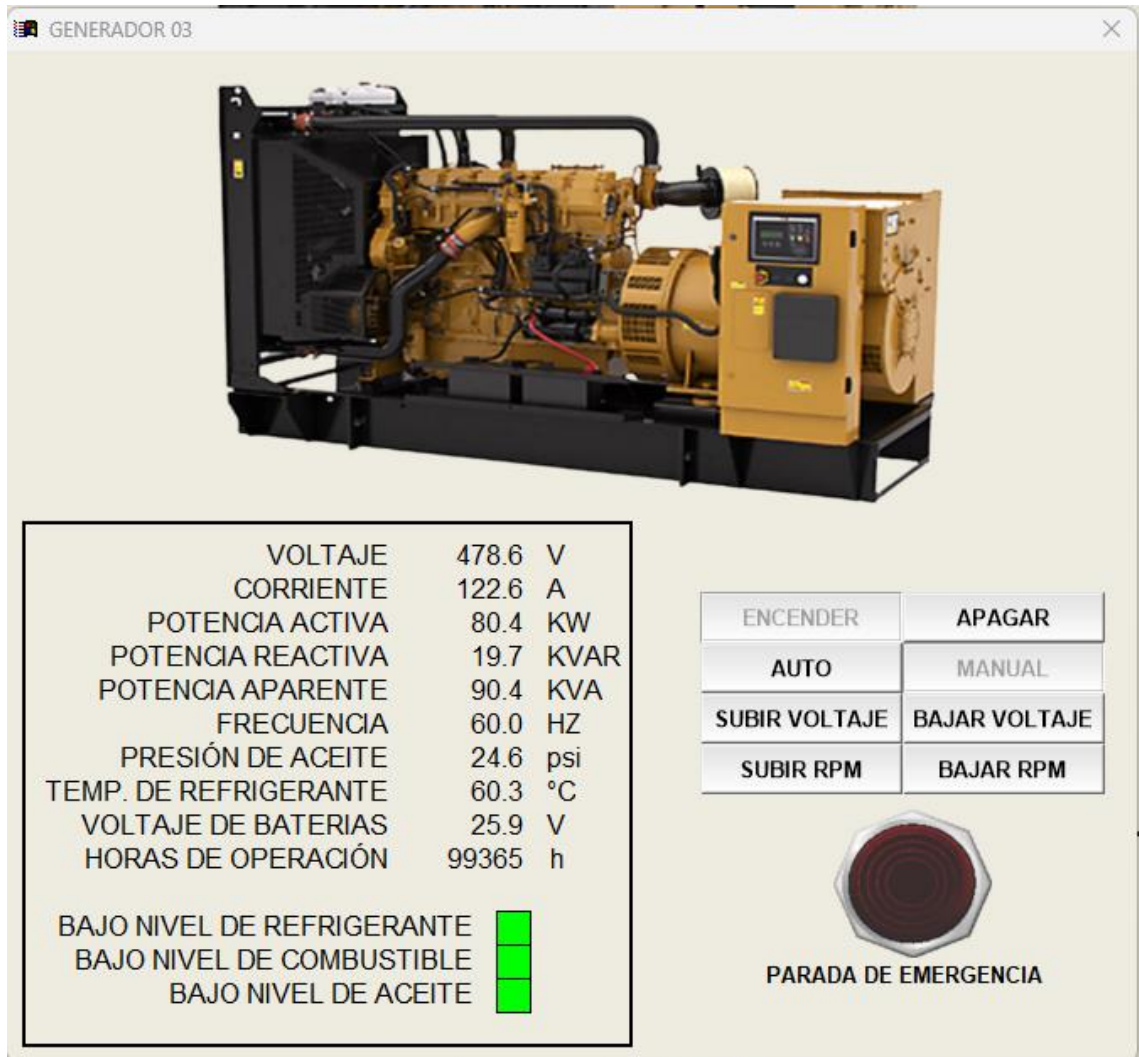 GENERADOR 03
VOLTAJE 478.6 V
CORRIENTE 122.6 A
POTENCIA ACTIVA 80.4 KW
POTENCIA REACTIVA 19.7 KVAR
POTENCIA APARENTE 90.4 KVA
FRECUENCIA 60.0 HZ
PRESIÓN DE ACEITE 24.6 psi
TEMP. DE REFRIGERANTE 60.3 °C
VOLTAJE DE BATERIAS 25.9 V
HORAS DE OPERACIÓN 99365 h
BAJO NIVEL DE REFRIGERANTE
BAJO NIVEL DE COMBUSTIBLE
BAJO NIVEL DE ACEITE
ENCENDER APAGAR
AUTO MANUAL
SUBIR VOLTAJE BAJAR VOLTAJE
SUBIR RPM BAJAR RPM
PARADA DE EMERGENCIA